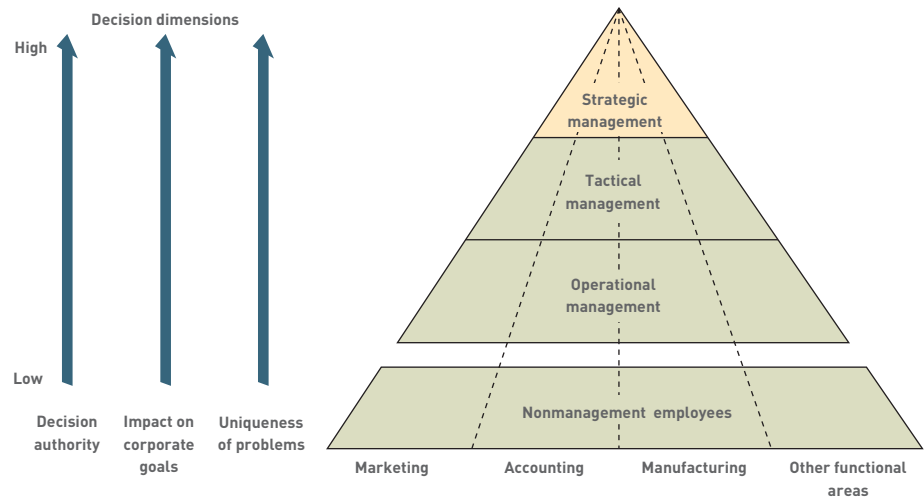 Decision dimensions
High
Low
Decision
authority
Impact on
corporate
goals
Uniqueness
of problems
Strategic
management
Tactical
management
Operational
management
Nonmanagement employees
Marketing
Accounting
Manufacturing
Other functional
areas